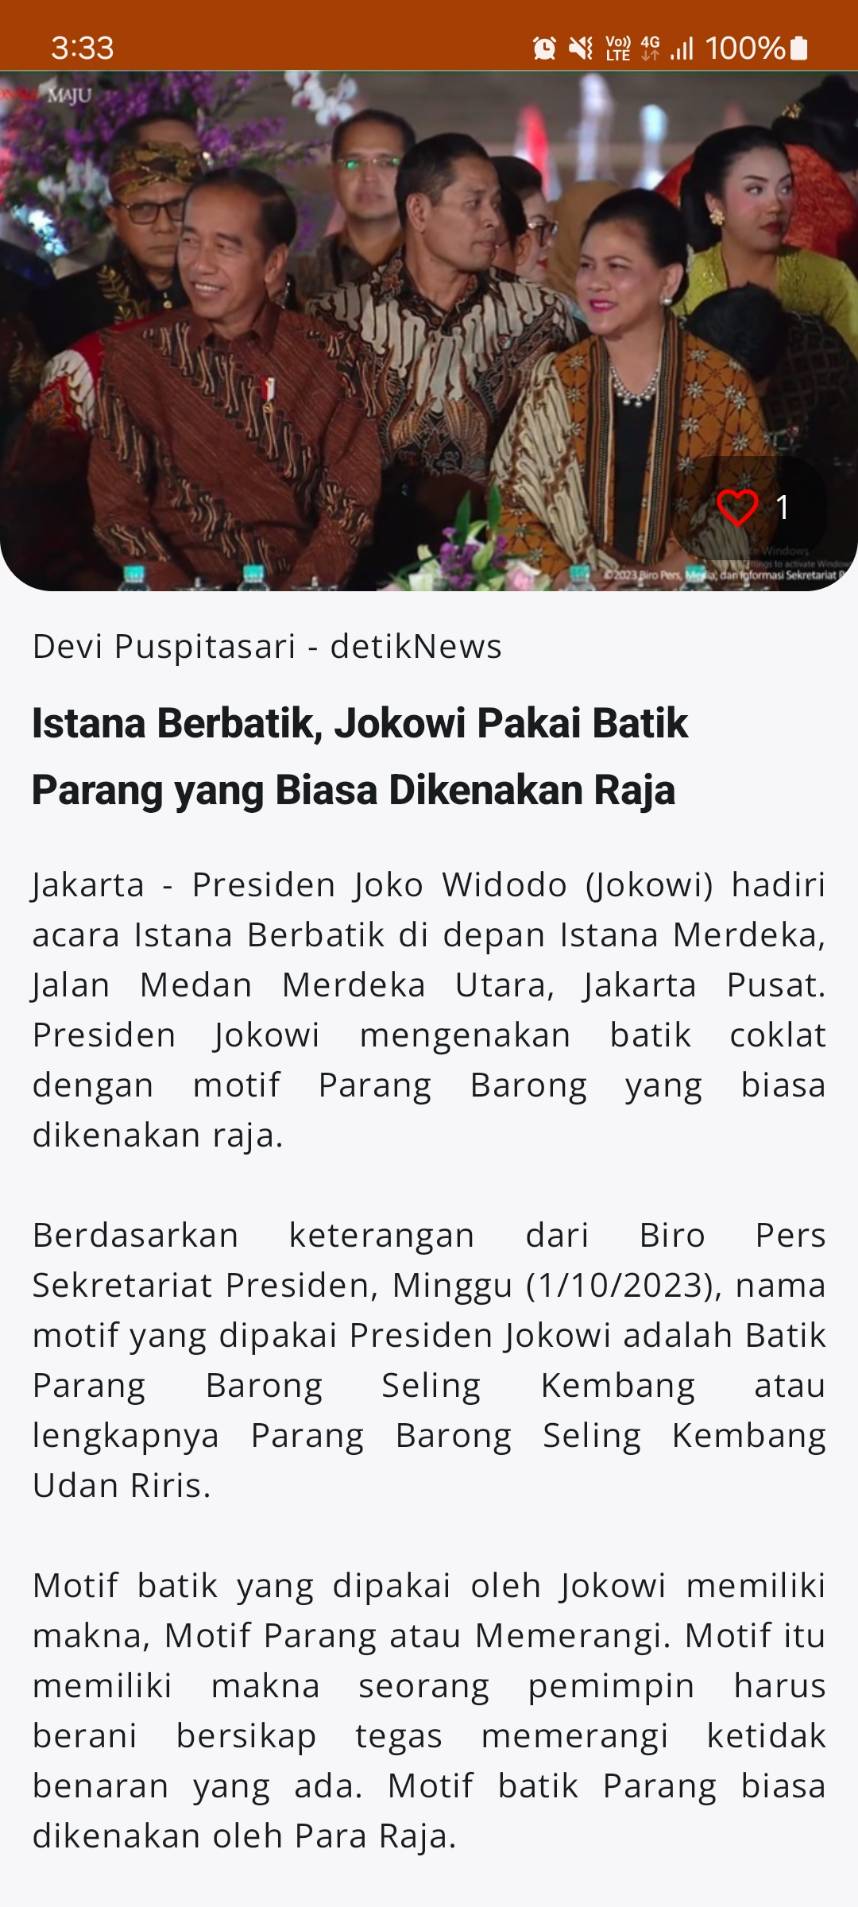 3:33
Vo)) LTE 4G 100%
MAJU
1
©2023 Biro Pers, Media, dan Informasi Sekretariat
Devi Puspitasari - detikNews
Istana Berbatik, Jokowi Pakai Batik
Parang yang Biasa Dikenakan Raja
Jakarta - Presiden Joko Widodo (Jokowi) hadiri
acara Istana Berbatik di depan Istana Merdeka,
Jalan Medan Merdeka Utara, Jakarta Pusat.
Presiden Jokowi mengenakan batik coklat
dengan motif Parang Barong yang biasa
dikenakan raja.
Berdasarkan keterangan dari Biro Pers
Sekretariat Presiden, Minggu (1/10/2023), nama
motif yang dipakai Presiden Jokowi adalah Batik
Parang Barong Seling Kembang atau
lengkapnya Parang Barong Seling Kembang
Udan Riris.
Motif batik yang dipakai oleh Jokowi memiliki
makna, Motif Parang atau Memerangi. Motif itu
memiliki makna seorang pemimpin harus
berani bersikap tegas memerangi ketidak
benaran yang ada. Motif batik Parang biasa
dikenakan oleh Para Raja.